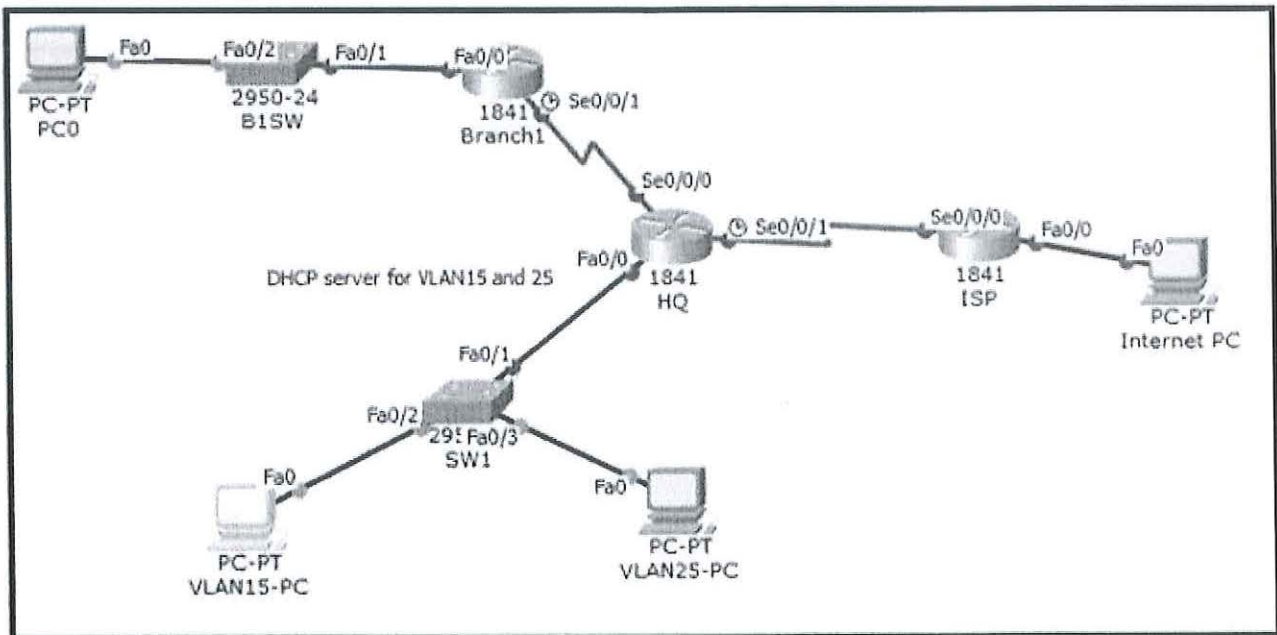 Fa0
Fa0/2
Fa0/1
Fa0/0
PC-PT
PC0
2950-24
B1SW
1841
Branch1
Se0/0/1
Se0/0/0
Se0/0/1
Se0/0/0
Fa0/0
Fa0
Fa0/0
1841
HQ
1841
ISP
PC-PT
Internet PC
DHCP server for VLAN15 and 25
Fa0/1
Fa0/2
Fa0/3
SW1
Fa0
Fa0
PC-PT
VLAN15-PC
PC-PT
VLAN25-PC